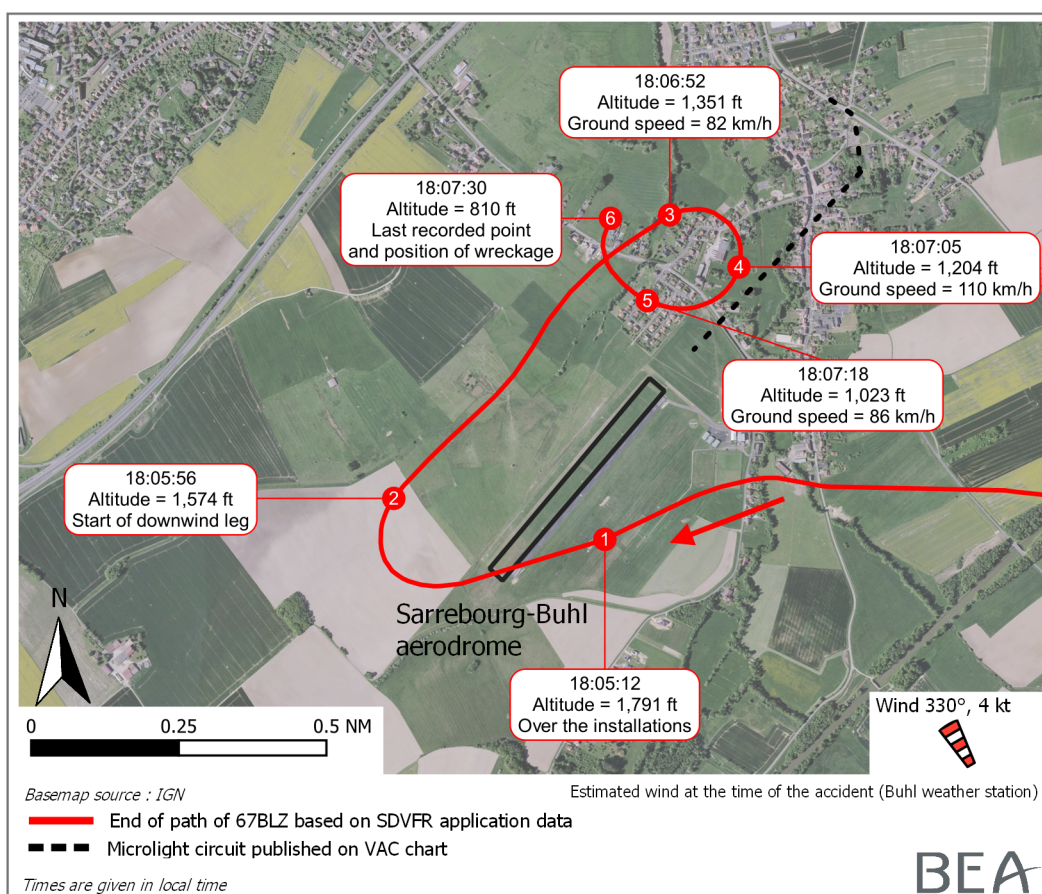 18:06:52
Altitude = 1,351 ft
Ground speed = 82 km/h
18:07:30
Altitude = 810 ft
Last recorded point
and position of wreckage
6
3
4
5
18:07:05
Altitude = 1,204 ft
Ground speed = 110 km/h
18:07:18
Altitude = 1,023 ft
Ground speed = 86 km/h
18:05:56
Altitude = 1,574 ft
Start of downwind leg
2
1
Sarrebourg-Buhl
aerodrome
N
18:05:12
Altitude = 1,791 ft
Over the installations
0 0.25 0.5 NM
Wind 330°, 4 kt
Basemap source : IGN
Estimated wind at the time of the accident (Buhl weather station)
End of path of 67BLZ based on SDVFR application data
Microlight circuit published on VAC chart
Times are given in local time
BEA